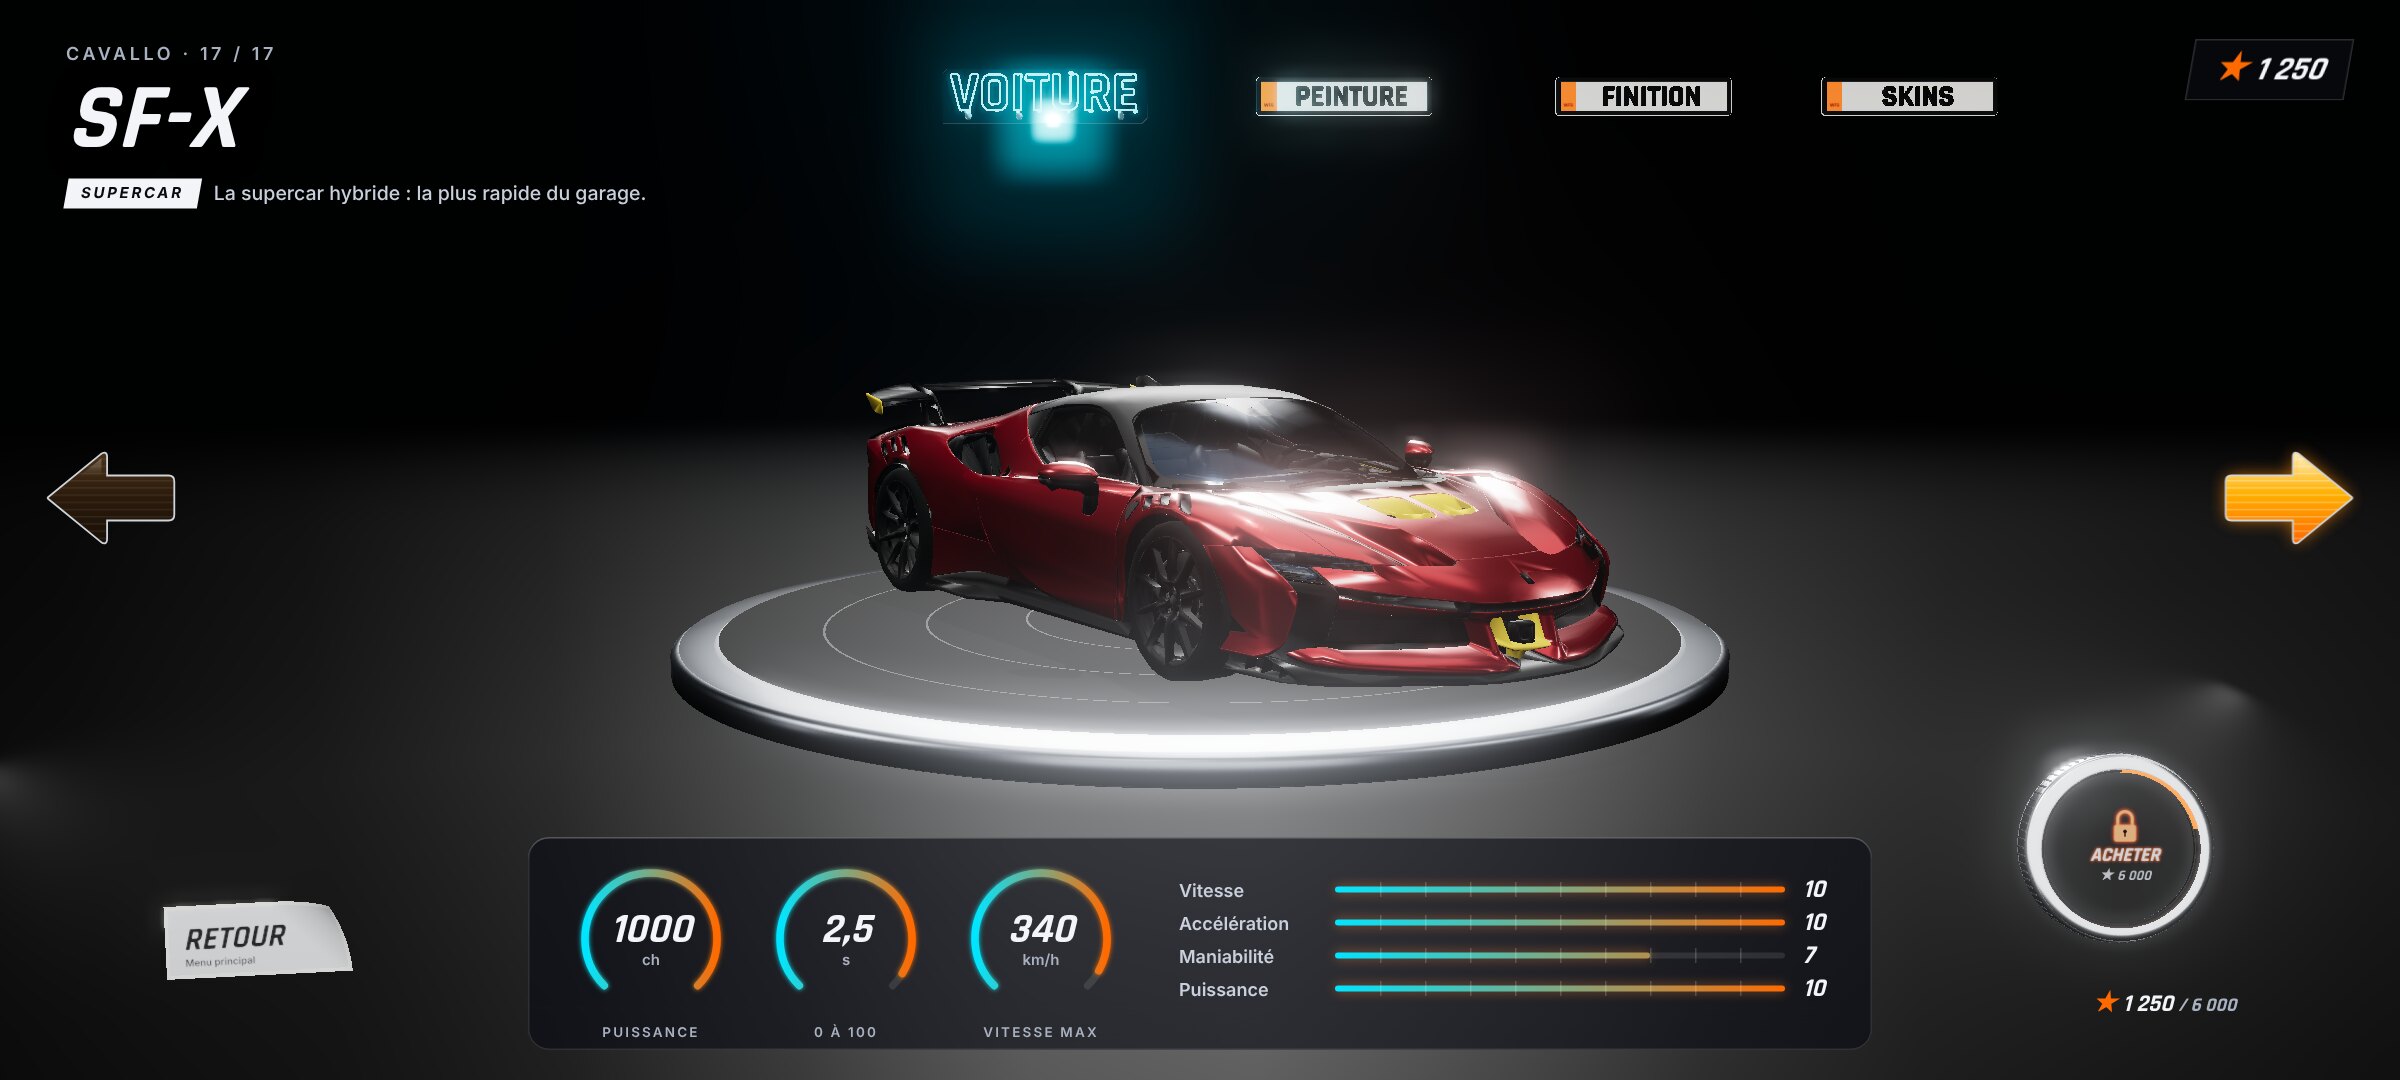 CAVALLO · 17 / 17
SF-X
SUPERCAR La supercar hybride : la plus rapide du garage.
VOITURE
PEINTURE
FINITION
SKINS
★ 1 250
1000
ch
PUISSANCE
2,5
s
0 À 100
340
km/h
VITESSE MAX
Vitesse 10
Accélération 10
Maniabilité 7
Puissance 10
RETOUR
Menu principal
ACHETER
★ 6 000
★ 1 250 / 6 000